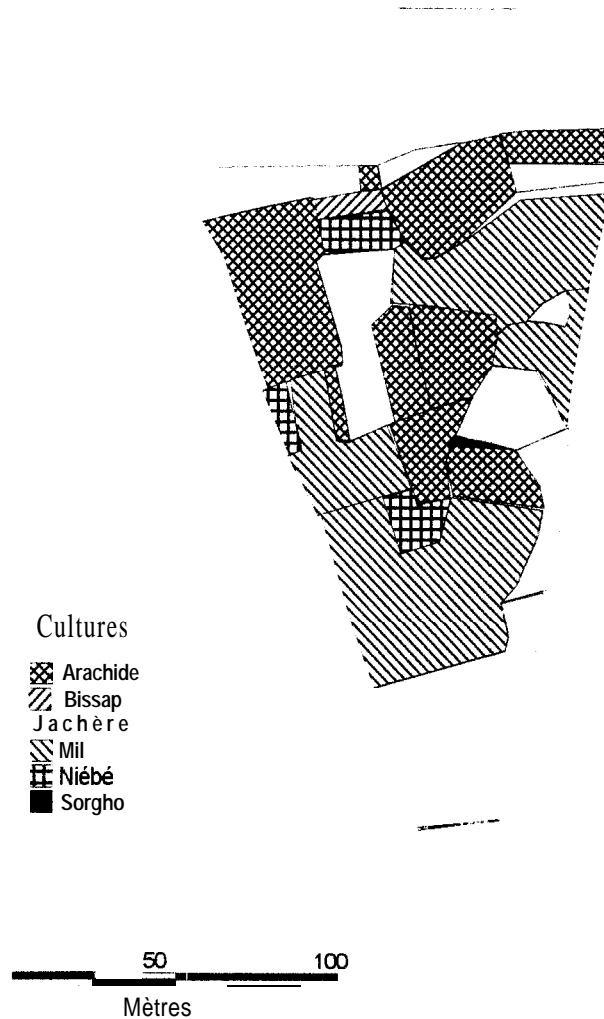 Cultures
Arachide
Bissap
Jachère
Mil
Niébé
Sorgho
50 100
Mètres